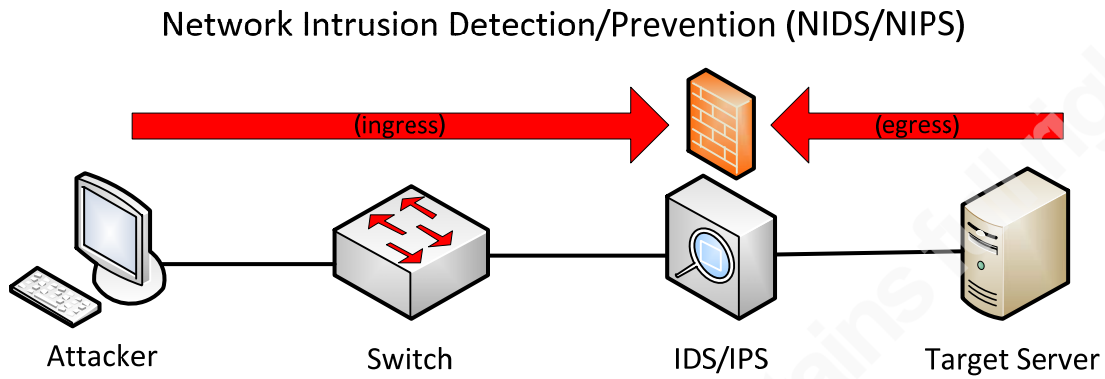 Network Intrusion Detection/Prevention (NIDS/NIPS)
(ingress)
(egress)
Attacker
Switch
IDS/IPS
Target Server